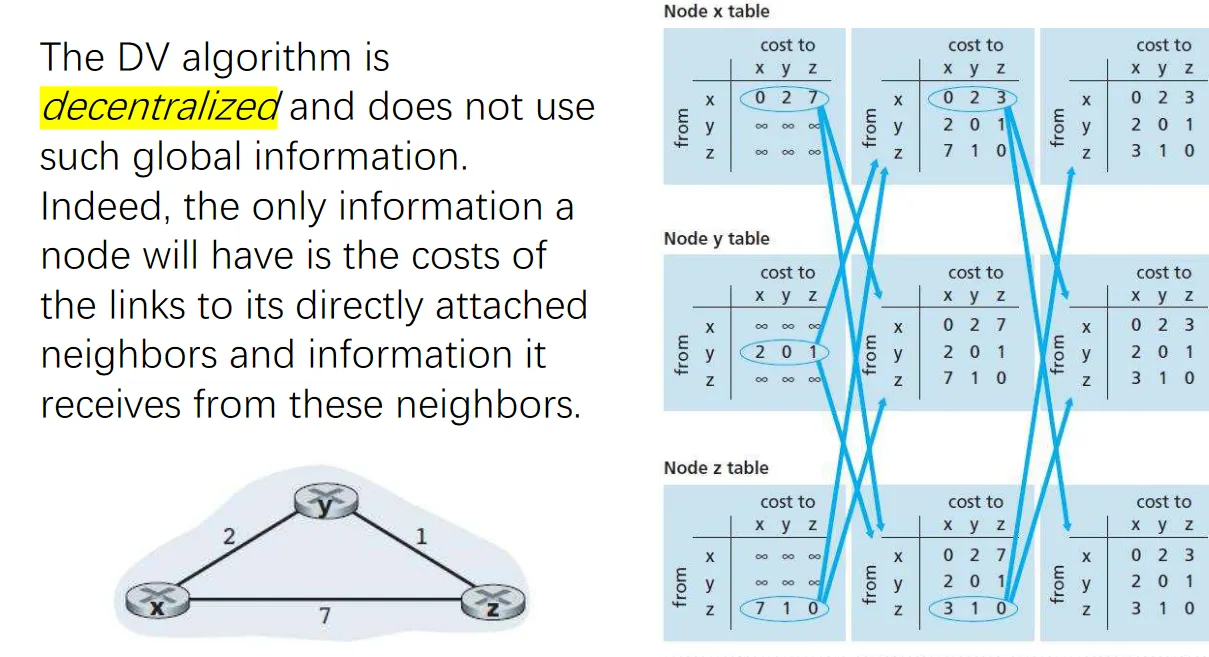 The DV algorithm is
decentralized and does not use
such global information.
Indeed, the only information a
node will have is the costs of
the links to its directly attached
neighbors and information it
receives from these neighbors.
y
2
1
x
z
7
Node x table
cost to
x y z
from
x 0 2 7
y ∞ ∞ ∞
z ∞ ∞ ∞
cost to
x y z
from
x 0 2 3
y 2 0 1
z 7 1 0
cost to
x y z
from
x 0 2 3
y 2 0 1
z 3 1 0
Node y table
cost to
x y z
from
x ∞ ∞ ∞
y 2 0 1
z ∞ ∞ ∞
cost to
x y z
from
x 0 2 7
y 2 0 1
z 7 1 0
cost to
x y z
from
x 0 2 3
y 2 0 1
z 3 1 0
Node z table
cost to
x y z
from
x ∞ ∞ ∞
y ∞ ∞ ∞
z 7 1 0
cost to
x y z
from
x 0 2 7
y 2 0 1
z 3 1 0
cost to
x y z
from
x 0 2 3
y 2 0 1
z 3 1 0